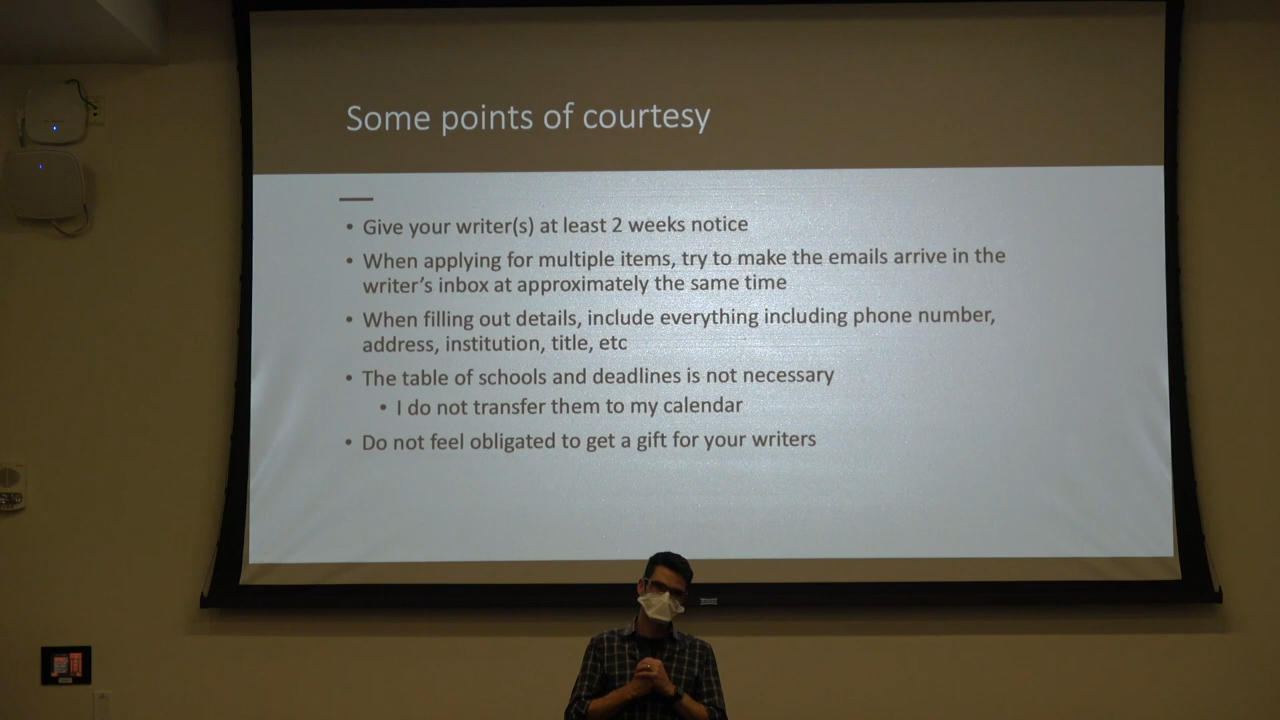 Some points of courtesy
• Give your writer(s) at least 2 weeks notice
• When applying for multiple items, try to make the emails arrive in the
writer's inbox at approximately the same time
• When filling out details, include everything including phone number,
address, institution, title, etc
• The table of schools and deadlines is not necessary
• I do not transfer them to my calendar
• Do not feel obligated to get a gift for your writers